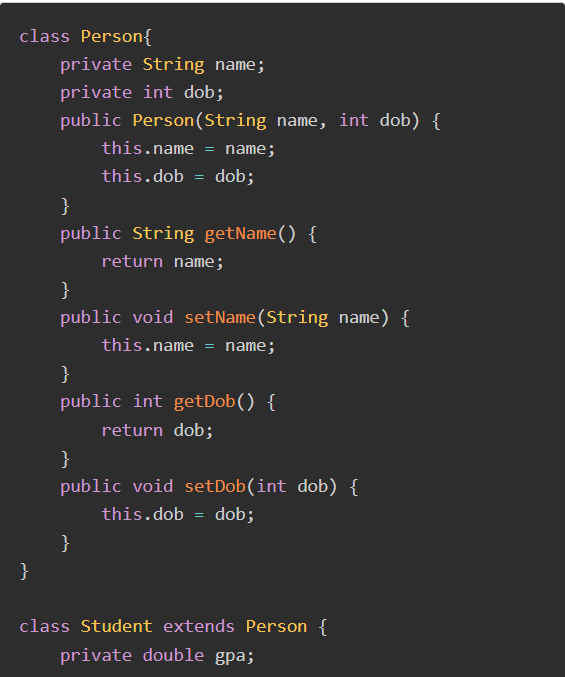 class Person{
    private String name;
    private int dob;
    public Person(String name, int dob) {
        this.name = name;
        this.dob = dob;
    }
    public String getName() {
        return name;
    }
    public void setName(String name) {
        this.name = name;
    }
    public int getDob() {
        return dob;
    }
    public void setDob(int dob) {
        this.dob = dob;
    }
}

class Student extends Person {
    private double gpa;